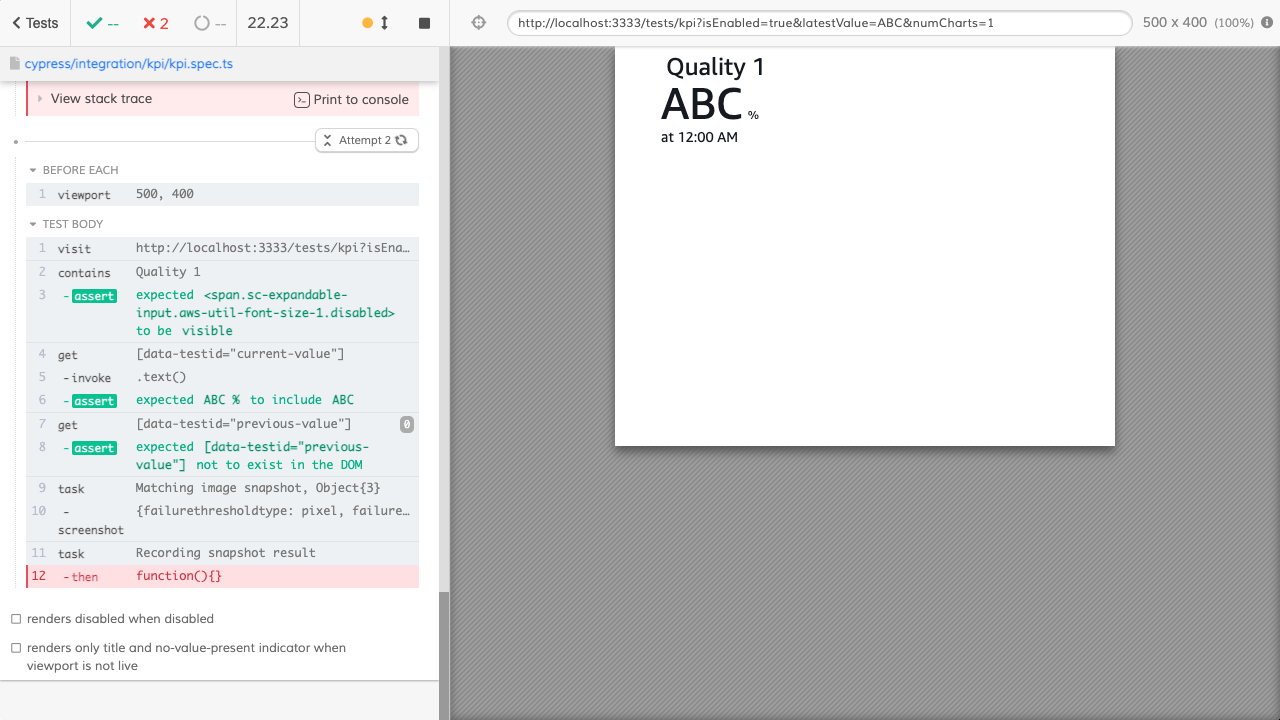 Tests
--
2
--
22.23
http://localhost:3333/tests/kpi?isEnabled=true&latestValue=ABC&numCharts=1
500 x 400 (100%)
cypress/integration/kpi/kpi.spec.ts
View stack trace
Print to console
Attempt 2
BEFORE EACH
1 viewport 500, 400
TEST BODY
1 visit http://localhost:3333/tests/kpi?isEna…
2 contains Quality 1
3 -assert expected <span.sc-expandable-
input.aws-util-font-size-1.disabled>
to be visible
4 get [data-testid="current-value"]
5 -invoke .text()
6 -assert expected ABC % to include ABC
7 get [data-testid="previous-value"] 0
8 -assert expected [data-testid="previous-
value"] not to exist in the DOM
9 task Matching image snapshot, Object{3}
10 - {failurethresholdtype: pixel, failure…
screenshot
11 task Recording snapshot result
12 -then function(){}
renders disabled when disabled
renders only title and no-value-present indicator when
viewport is not live
Quality 1
ABC %
at 12:00 AM